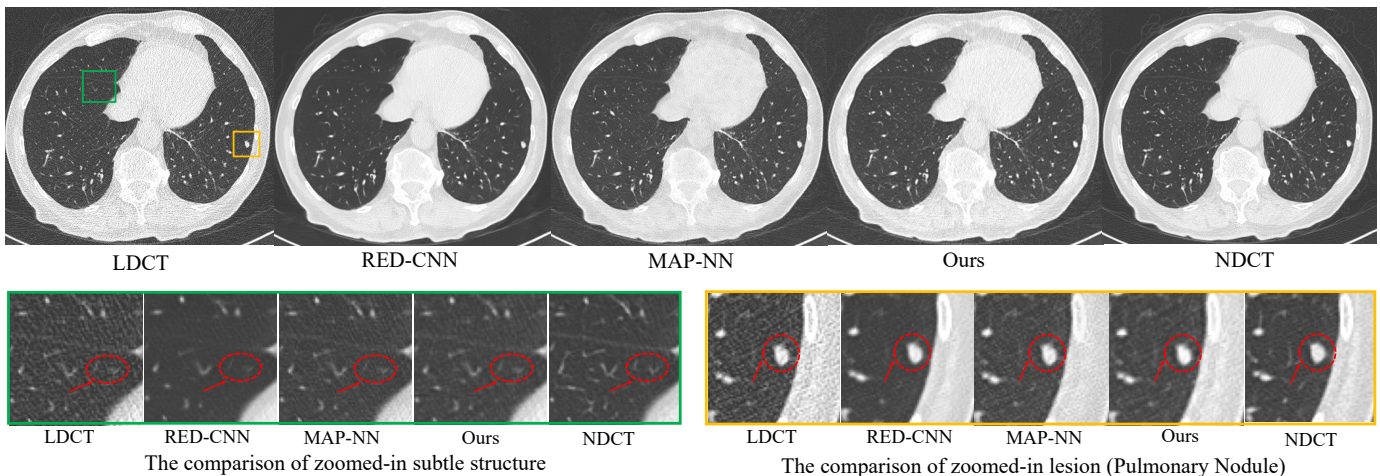 LDCT RED-CNN MAP-NN Ours NDCT
LDCT RED-CNN MAP-NN Ours NDCT
The comparison of zoomed-in subtle structure
LDCT RED-CNN MAP-NN Ours NDCT
The comparison of zoomed-in lesion (Pulmonary Nodule)